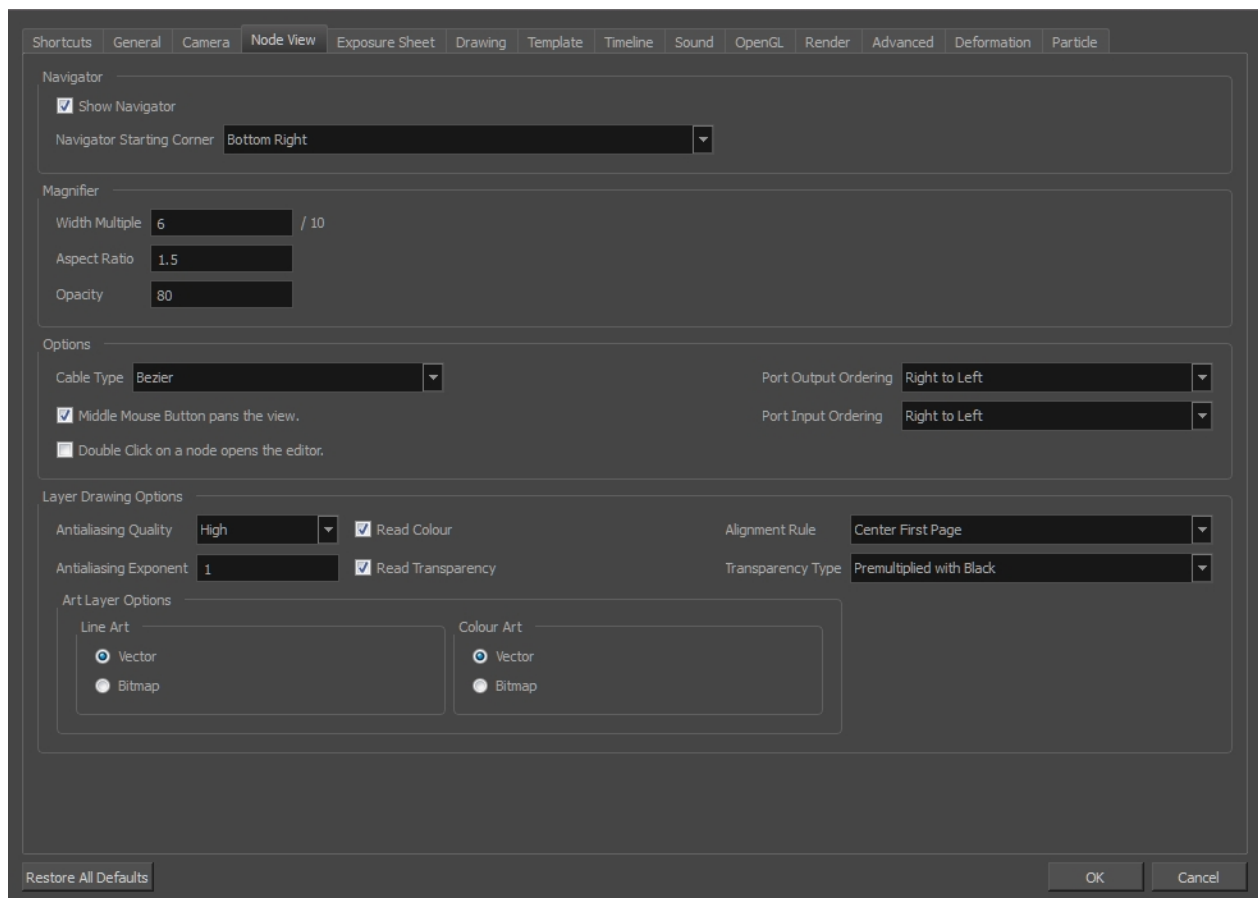 Shortcuts General Camera Node View Exposure Sheet Drawing Template Timeline Sound OpenGL Render Advanced Deformation Particle
Navigator
Show Navigator
Navigator Starting Corner Bottom Right
Magnifier
Width Multiple 6 / 10
Aspect Ratio 1.5
Opacity 80
Options
Cable Type Bezier Port Output Ordering Right to Left
Middle Mouse Button pans the view. Port Input Ordering Right to Left
Double Click on a node opens the editor.
Layer Drawing Options
Antialiasing Quality High Read Colour Alignment Rule Center First Page
Antialiasing Exponent 1 Read Transparency Transparency Type Premultiplied with Black
Art Layer Options
Line Art Colour Art
Vector Vector
Bitmap Bitmap
Restore All Defaults OK Cancel